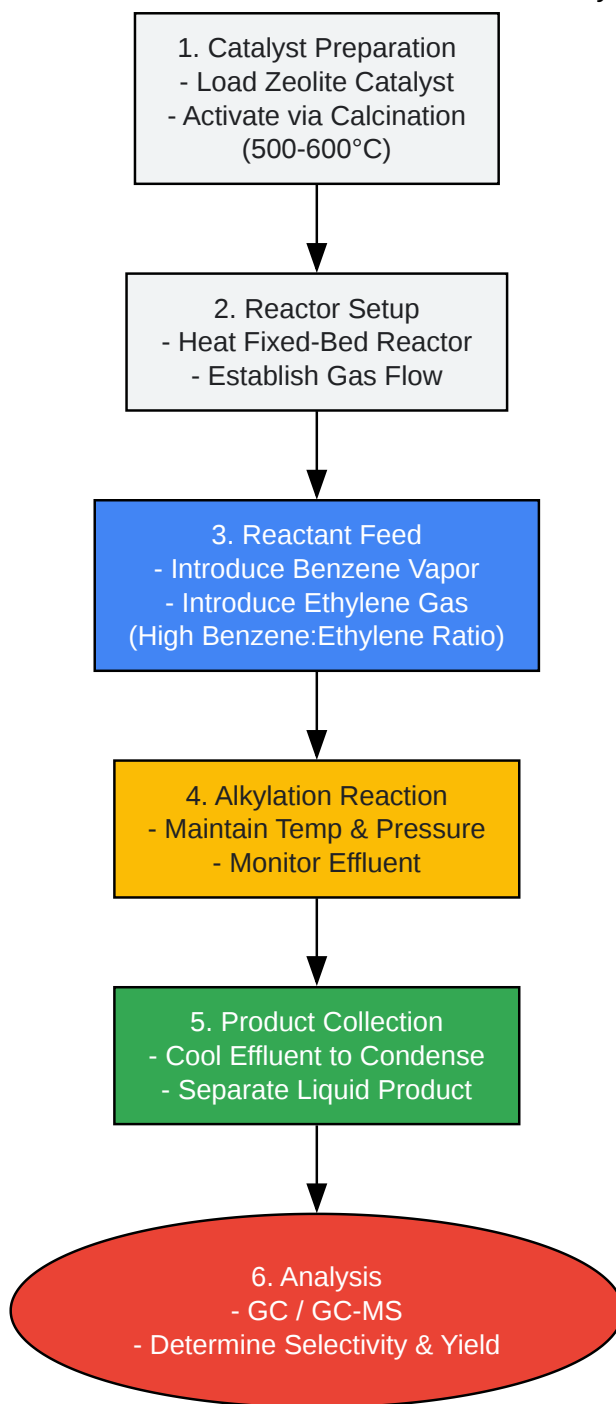 1. Catalyst Preparation
- Load Zeolite Catalyst
- Activate via Calcination
(500-600°C)
2. Reactor Setup
- Heat Fixed-Bed Reactor
- Establish Gas Flow
3. Reactant Feed
- Introduce Benzene Vapor
- Introduce Ethylene Gas
(High Benzene:Ethylene Ratio)
4. Alkylation Reaction
- Maintain Temp & Pressure
- Monitor Effluent
5. Product Collection
- Cool Effluent to Condense
- Separate Liquid Product
6. Analysis
- GC / GC-MS
- Determine Selectivity & Yield